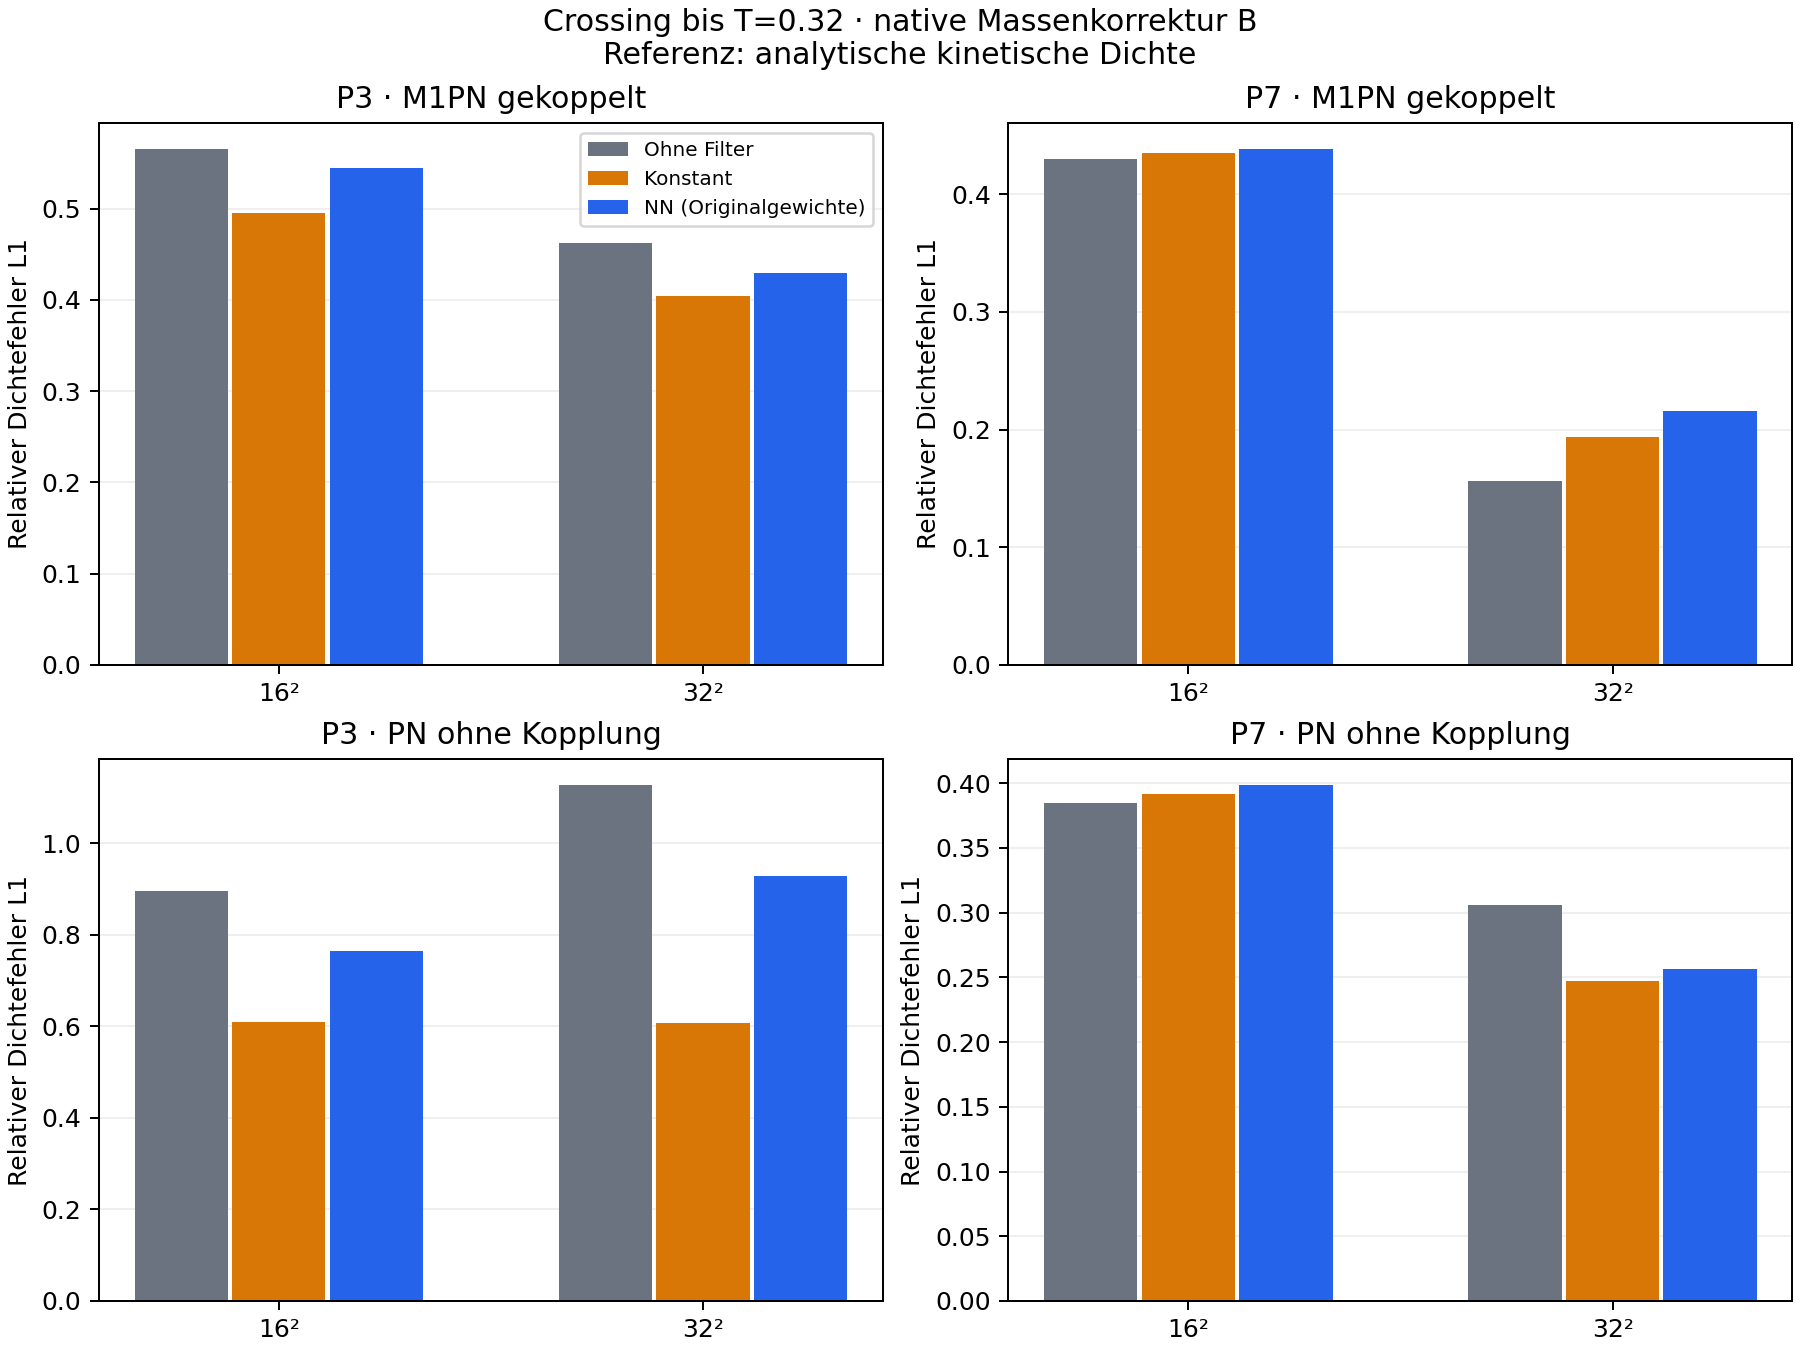 Crossing bis T=0.32 · native Massenkorrektur B
Referenz: analytische kinetische Dichte
P3 · M1PN gekoppelt
Relativer Dichtefehler L1
0.5
0.4
0.3
0.2
0.1
0.0
16²
32²
Ohne Filter
Konstant
NN (Originalgewichte)
P7 · M1PN gekoppelt
Relativer Dichtefehler L1
0.4
0.3
0.2
0.1
0.0
16²
32²
P3 · PN ohne Kopplung
Relativer Dichtefehler L1
1.0
0.8
0.6
0.4
0.2
0.0
16²
32²
P7 · PN ohne Kopplung
Relativer Dichtefehler L1
0.40
0.35
0.30
0.25
0.20
0.15
0.10
0.05
0.00
16²
32²